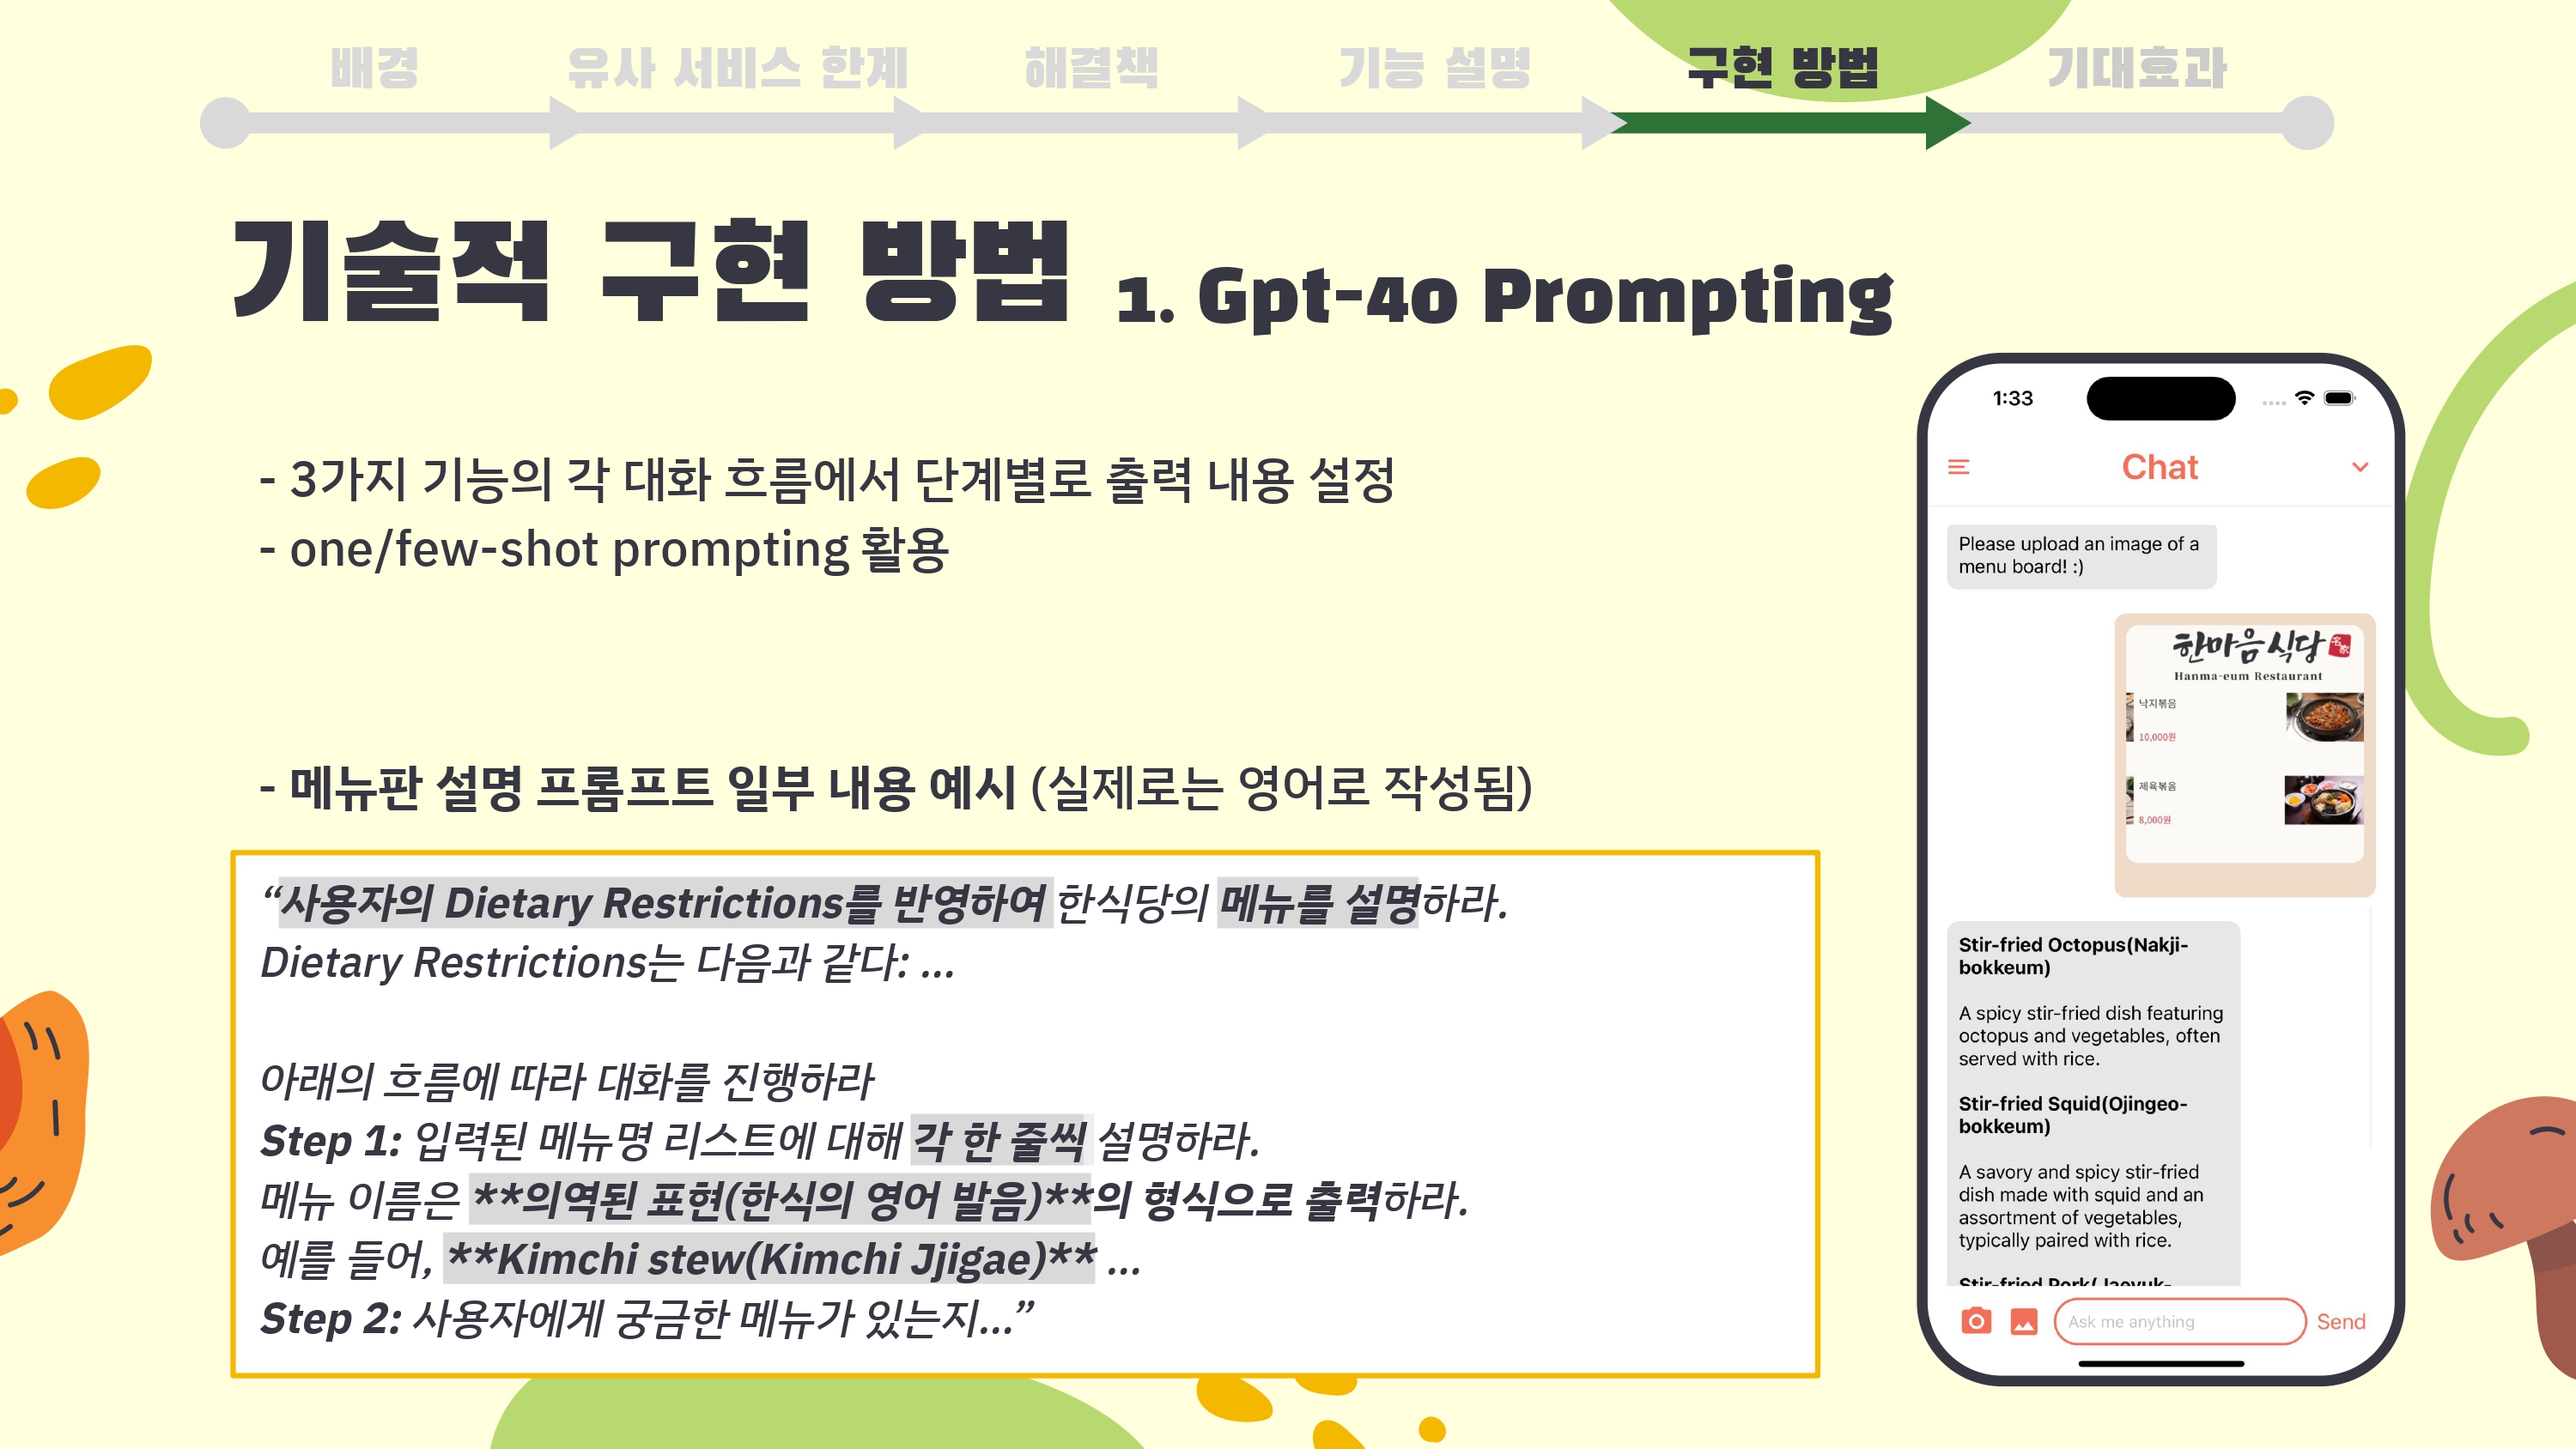 배경
유사 서비스 한계
해결책
기능 설명
구현 방법
기대효과
기술적 구현 방법 1. Gpt-4o Prompting
- 3가지 기능의 각 대화 흐름에서 단계별로 출력 내용 설정
- one/few-shot prompting 활용
- 메뉴판 설명 프롬프트 일부 내용 예시 (실제로는 영어로 작성됨)
“사용자의 Dietary Restrictions를 반영하여 한식당의 메뉴를 설명하라.
Dietary Restrictions는 다음과 같다: ...
아래의 흐름에 따라 대화를 진행하라
Step 1: 입력된 메뉴명 리스트에 대해 각 한 줄씩 설명하라.
메뉴 이름은 **의역된 표현(한식의 영어 발음)**의 형식으로 출력하라.
예를 들어, **Kimchi stew(Kimchi Jjigae)** ...
Step 2: 사용자에게 궁금한 메뉴가 있는지...”
1:33
Chat
Please upload an image of a
menu board! :)
한마음식당 名家
Hanma-eum Restaurant
낙지볶음
10,000원
제육볶음
8,000원
Stir-fried Octopus(Nakji-
bokkeum)
A spicy stir-fried dish featuring
octopus and vegetables, often
served with rice.
Stir-fried Squid(Ojingeo-
bokkeum)
A savory and spicy stir-fried
dish made with squid and an
assortment of vegetables,
typically paired with rice.
Stir-fried Pork(Jaeyuk-
Ask me anything
Send